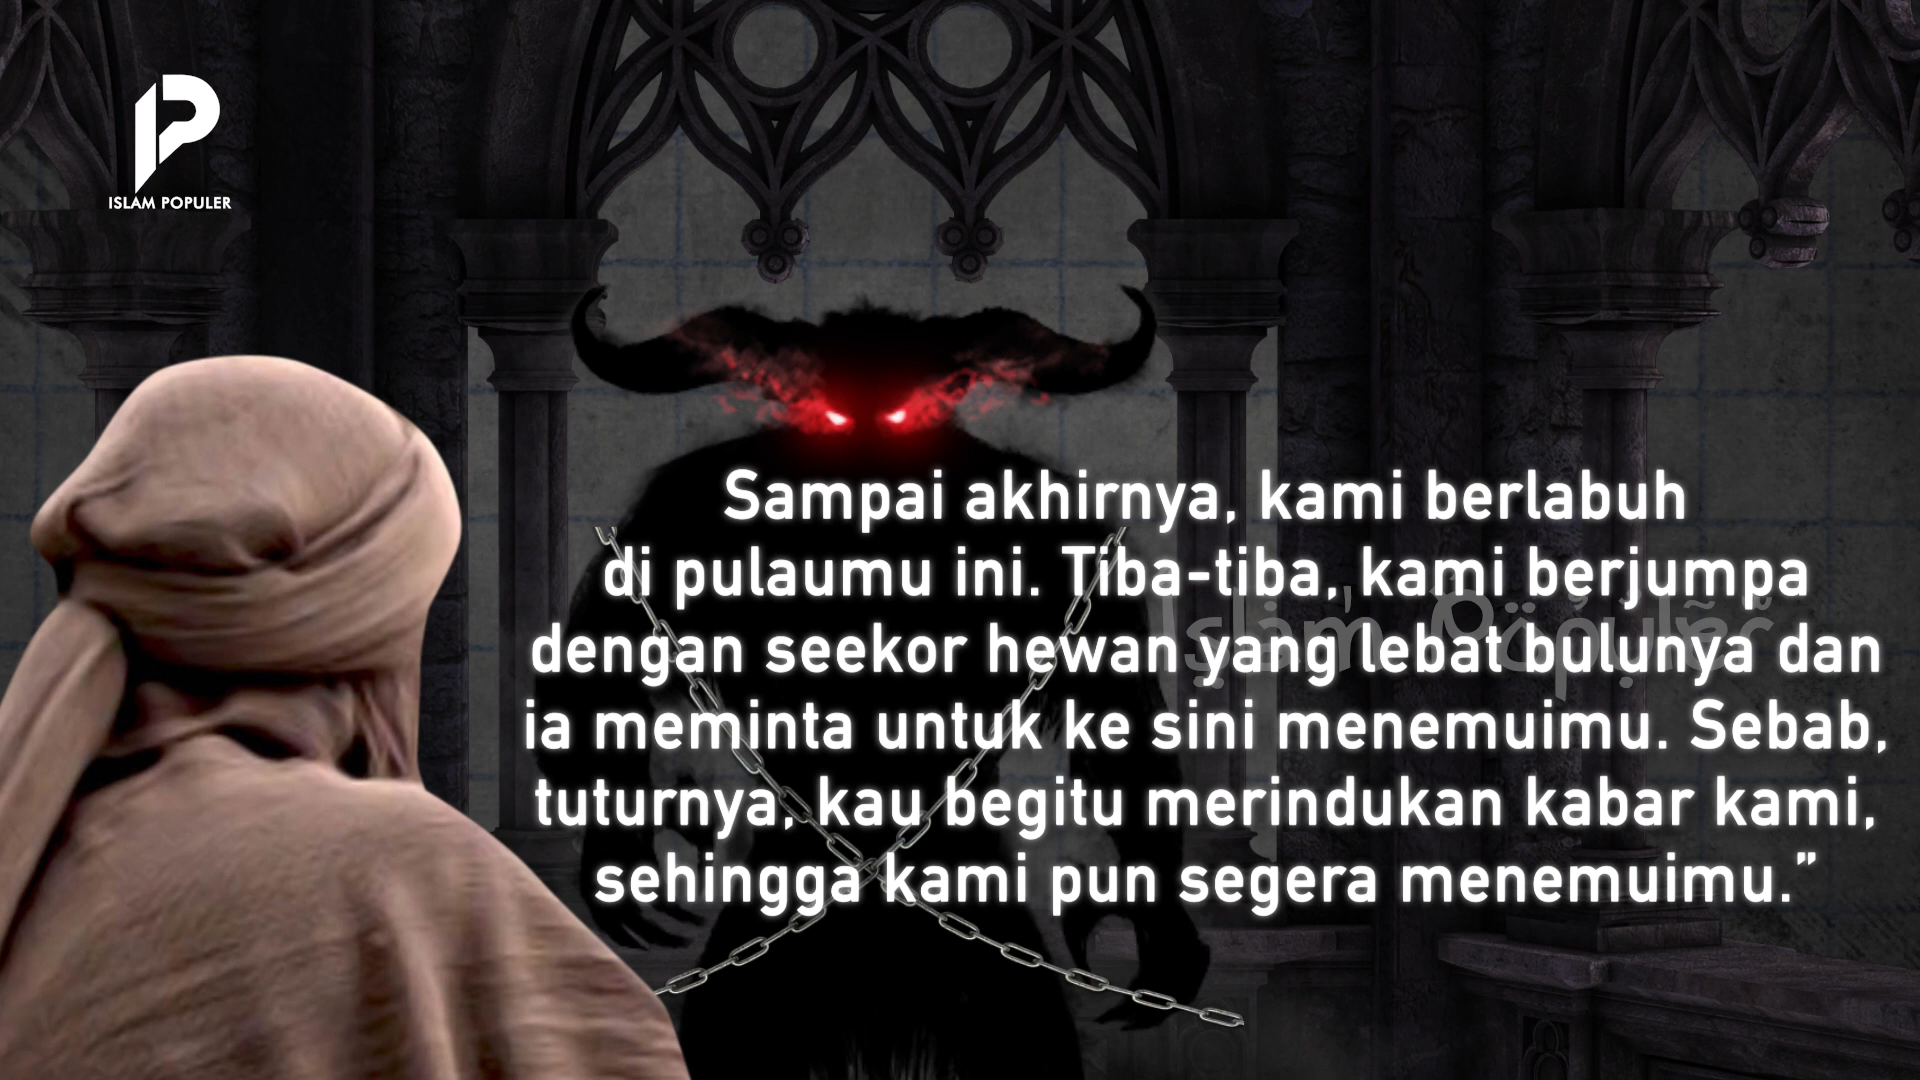 ISLAM POPULER
Sampai akhirnya, kami berlabuh
di pulaumu ini. Tiba-tiba, kami berjumpa
dengan seekor hewan yang lebat bulunya dan
ia meminta untuk ke sini menemuimu. Sebab,
tuturnya, kau begitu merindukan kabar kami,
sehingga kami pun segera menemuimu.”
Islam Populer